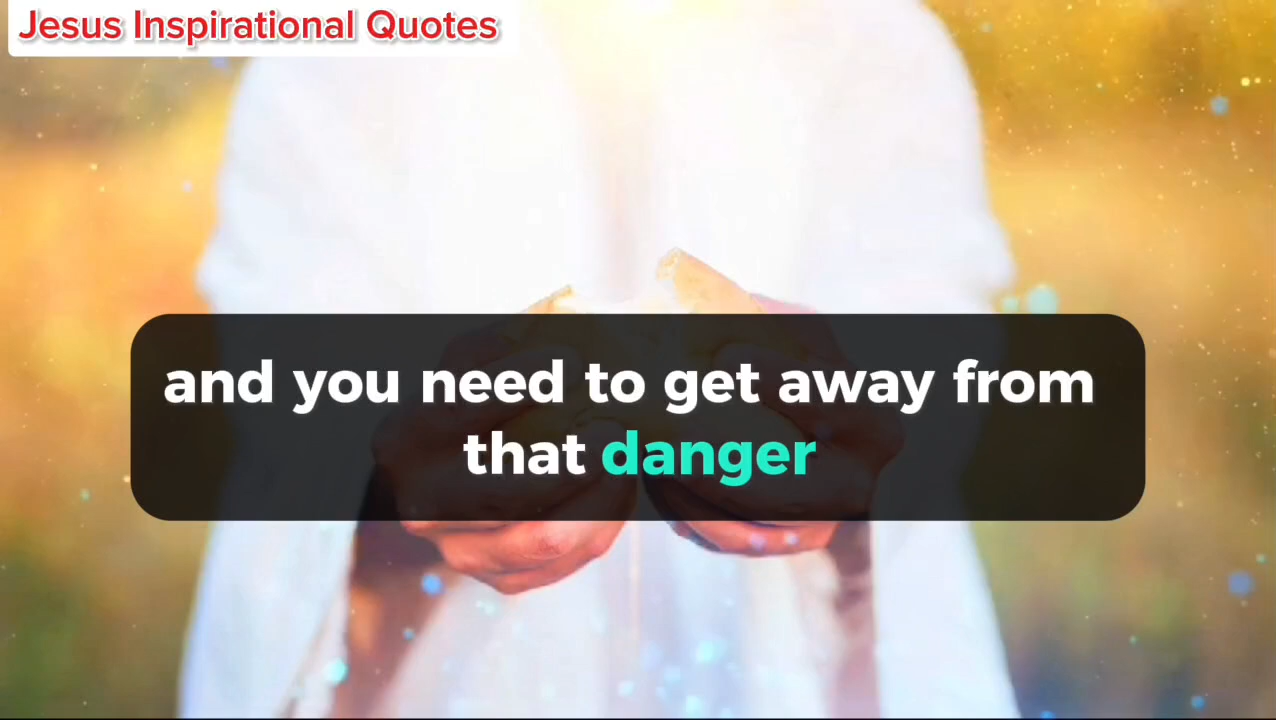 Jesus Inspirational Quotes
and you need to get away from
that danger